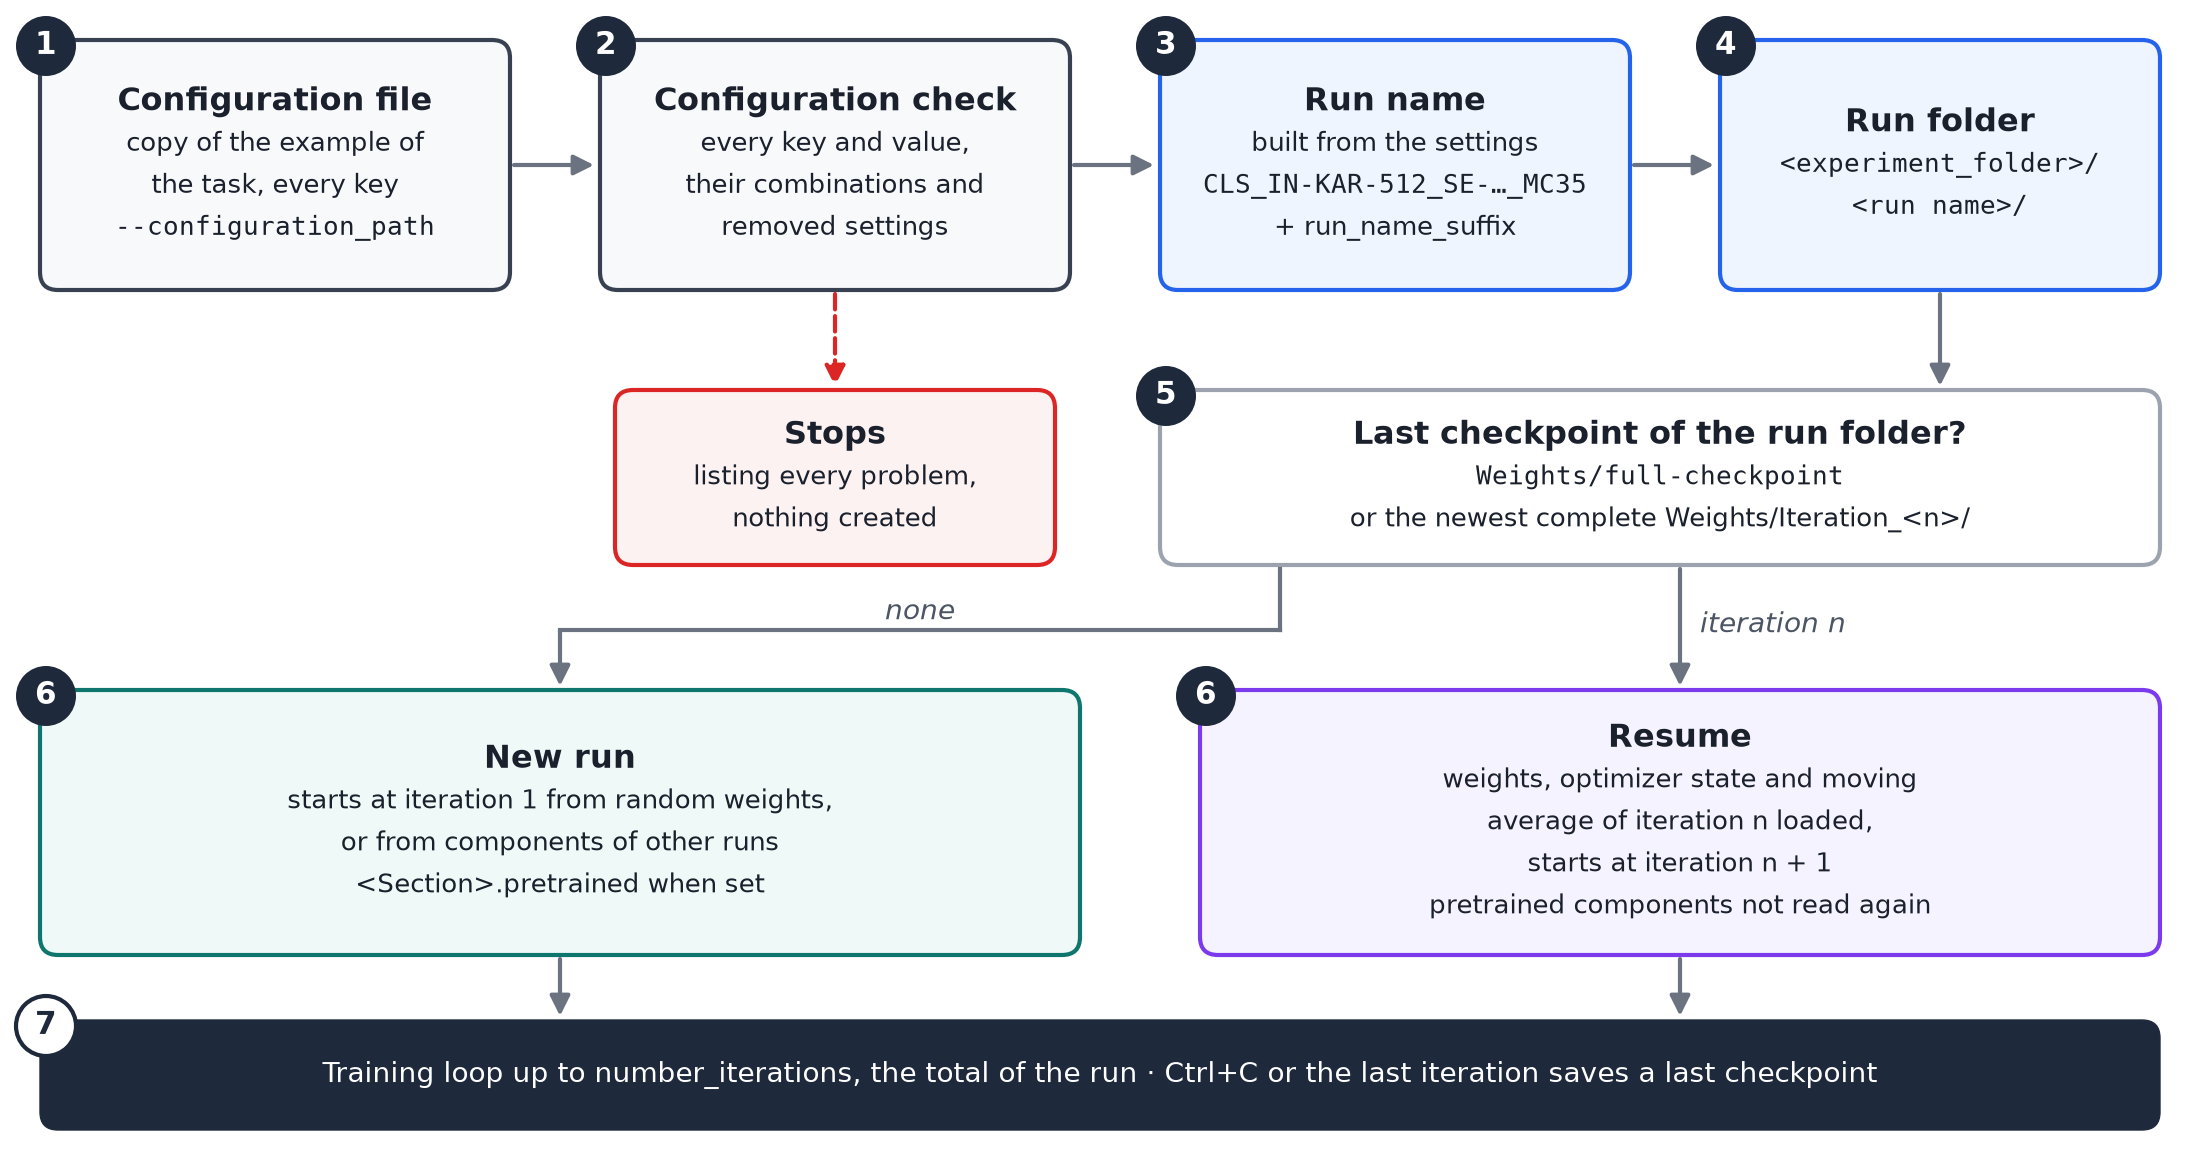 1
Configuration file
copy of the example of
the task, every key
--configuration_path
2
Configuration check
every key and value,
their combinations and
removed settings
3
Run name
built from the settings
CLS_IN-KAR-512_SE-…_MC35
+ run_name_suffix
4
Run folder
<experiment_folder>/
<run name>/
Stops
listing every problem,
nothing created
5
Last checkpoint of the run folder?
Weights/full-checkpoint
or the newest complete Weights/Iteration_<n>/
none
iteration n
6
New run
starts at iteration 1 from random weights,
or from components of other runs
<Section>.pretrained when set
6
Resume
weights, optimizer state and moving
average of iteration n loaded,
starts at iteration n + 1
pretrained components not read again
7
Training loop up to number_iterations, the total of the run · Ctrl+C or the last iteration saves a last checkpoint